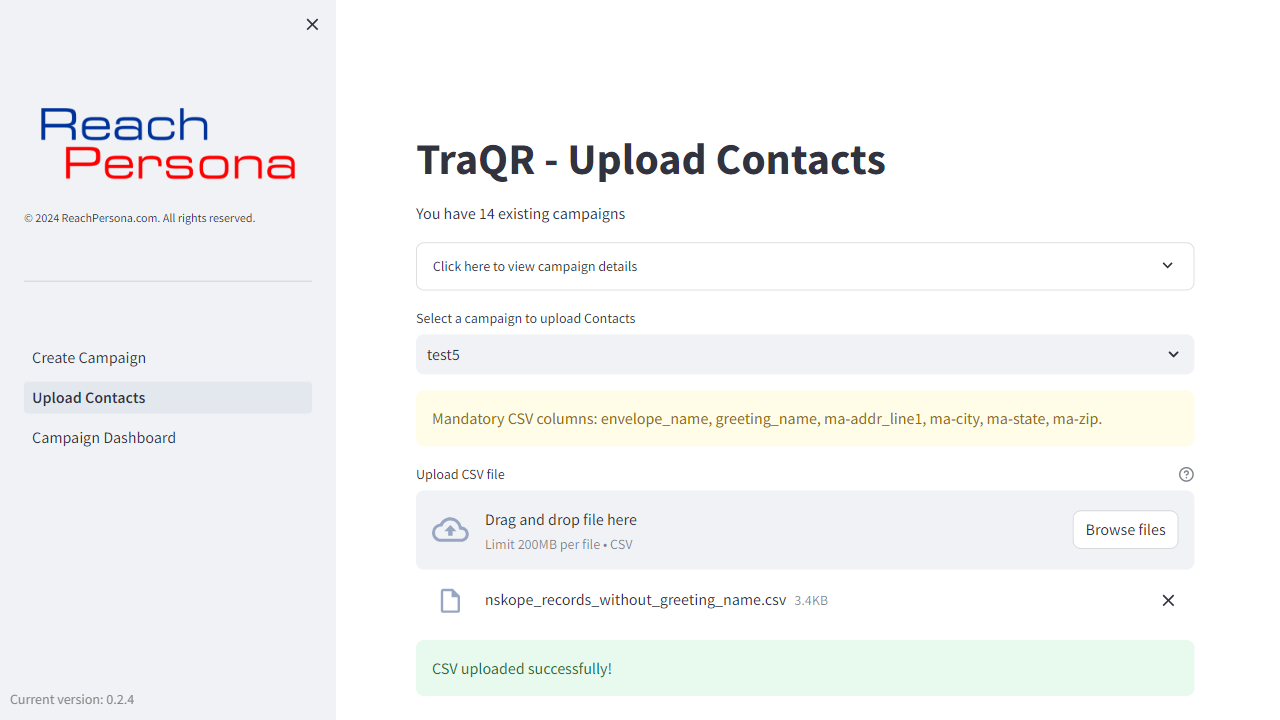 Reach
Persona
© 2024 ReachPersona.com. All rights reserved.
Create Campaign
Upload Contacts
Campaign Dashboard
Current version: 0.2.4
TraQR - Upload Contacts
You have 14 existing campaigns
Click here to view campaign details
Select a campaign to upload Contacts
test5
Mandatory CSV columns: envelope_name, greeting_name, ma-addr_line1, ma-city, ma-state, ma-zip.
Upload CSV file
Drag and drop file here
Limit 200MB per file • CSV
Browse files
nskope_records_without_greeting_name.csv 3.4KB
CSV uploaded successfully!